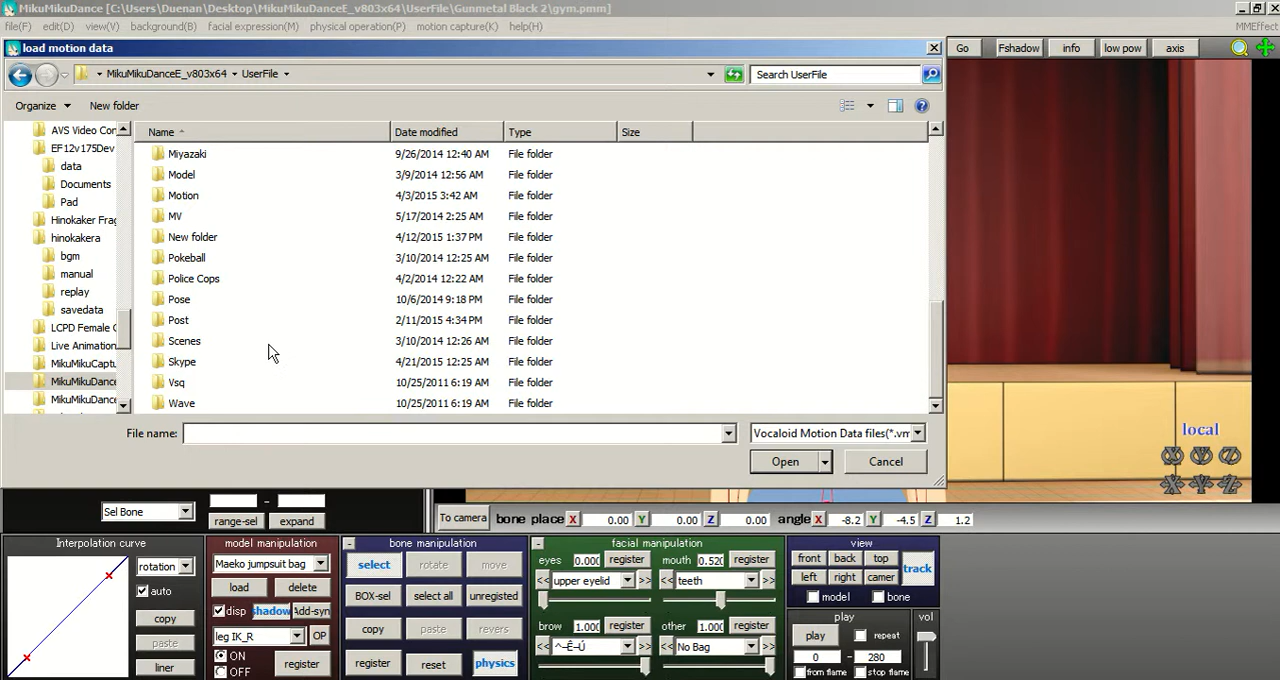 MikuMikuDance [C:\Users\Duenan\Desktop\MikuMikuDanceE_v803x64\UserFile\Gunmetal Black 2\gym.pmm]
file(F) edit(D) view(V) background(B) facial expression(M) physical operation(P) motion capture(K) help(H) MMEffect
load motion data
Go Fshadow info low pow axis
MikuMikuDanceE_v803x64 UserFile Search UserFile
Organize New folder
Name Date modified Type Size
AVS Video Con
EF12v175Dev
data
Documents
Pad
Hinokaker Frag
hinokakera
bgm
manual
replay
savedata
LCPD Female C
Live Animation
MikuMikuCaptu
MikuMikuDance
MikuMikuDance
Miyazaki 9/26/2014 12:40 AM File folder
Model 3/9/2014 12:56 AM File folder
Motion 4/3/2015 3:42 AM File folder
MV 5/17/2014 2:25 AM File folder
New folder 4/12/2015 1:37 PM File folder
Pokeball 3/10/2014 12:25 AM File folder
Police Cops 4/2/2014 12:22 AM File folder
Pose 10/6/2014 9:18 PM File folder
Post 2/11/2015 4:34 PM File folder
Scenes 3/10/2014 12:26 AM File folder
Skype 4/21/2015 12:25 AM File folder
Vsq 10/25/2011 6:19 AM File folder
Wave 10/25/2011 6:19 AM File folder
File name: Vocaloid Motion Data files(*.vm
Open Cancel
local
X Y Z
X Y Z
Sel Bone -
range-sel expand
To camera bone place X 0.00 Y 0.00 Z 0.00 angle X -8.2 Y -4.5 Z 1.2
Interpolation curve
rotation
auto
copy
paste
liner
model manipulation
Maeko jumpsuit bag
load delete
disp shadow Add-syn
leg IK_R OP
ON
OFF
register
- bone manipulation
select rotate move
BOX-sel select all unregisted
copy paste revers
register reset physics
- facial manipulation
eyes 0.000 register mouth 0.520 register
<< upper eyelid >> << teeth >>
brow 1.000 register other 1.000 register
<< ^-Ê-Ú >> << No Bag >>
view
front back top track
left right camer
model bone
play
play repeat
0 - 280
from flame stop flame
vol